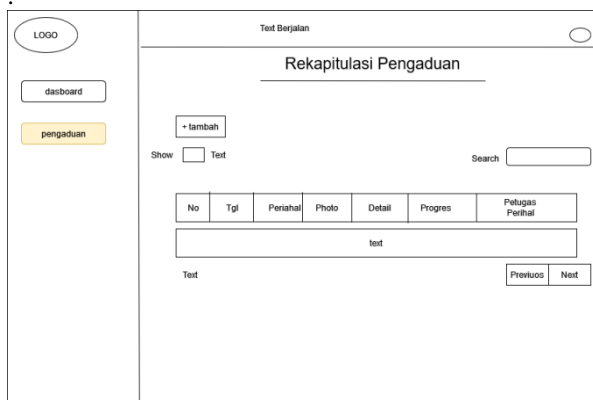 LOGO
Text Berjalan
Rekapitulasi Pengaduan
dasboard
pengaduan
+ tambah
Show
Text
Search
No
Tgl
Periahal
Photo
Detail
Progres
Petugas
Perihal
text
Text
Previuos
Next